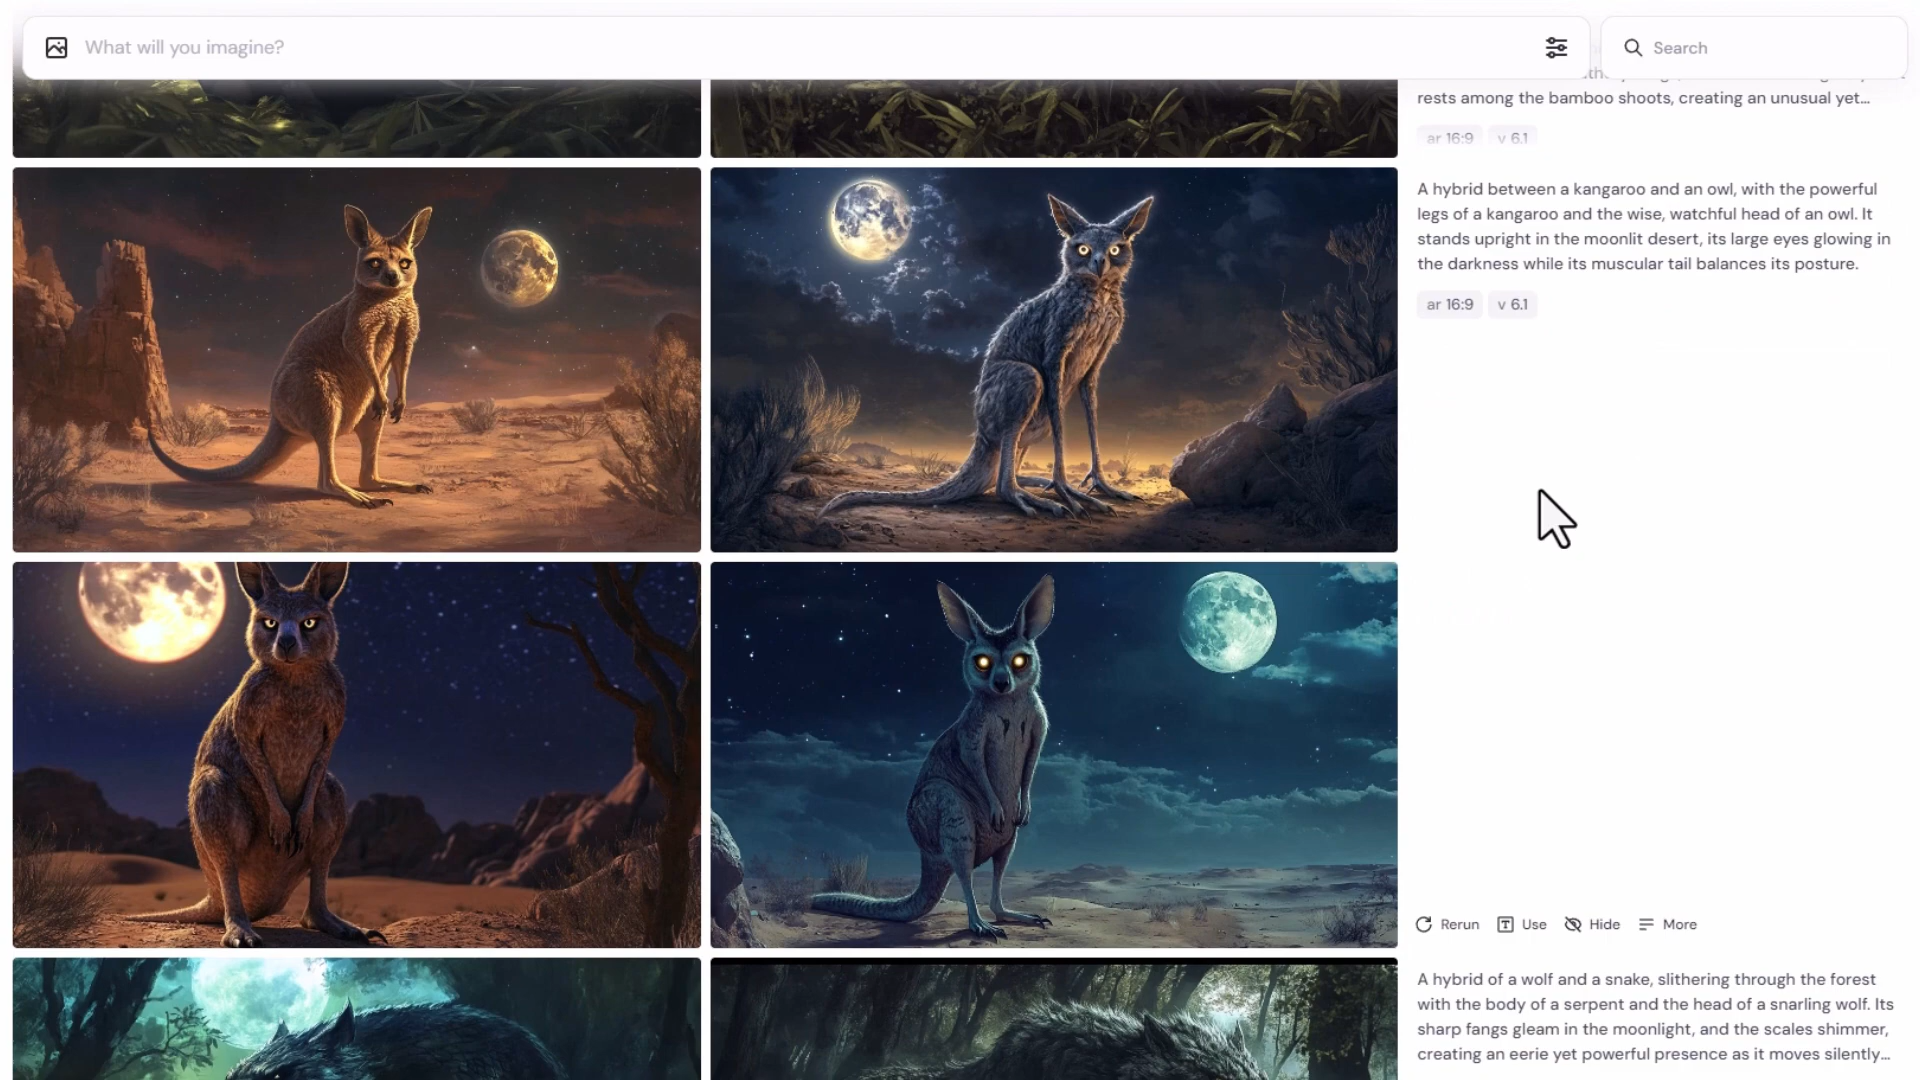 What will you imagine?
Search
rests among the bamboo shoots, creating an unusual yet...
ar 16:9 v 6.1
A hybrid between a kangaroo and an owl, with the powerful
legs of a kangaroo and the wise, watchful head of an owl. It
stands upright in the moonlit desert, its large eyes glowing in
the darkness while its muscular tail balances its posture.
ar 16:9 v 6.1
Rerun Use Hide More
A hybrid of a wolf and a snake, slithering through the forest
with the body of a serpent and the head of a snarling wolf. Its
sharp fangs gleam in the moonlight, and the scales shimmer,
creating an eerie yet powerful presence as it moves silently...